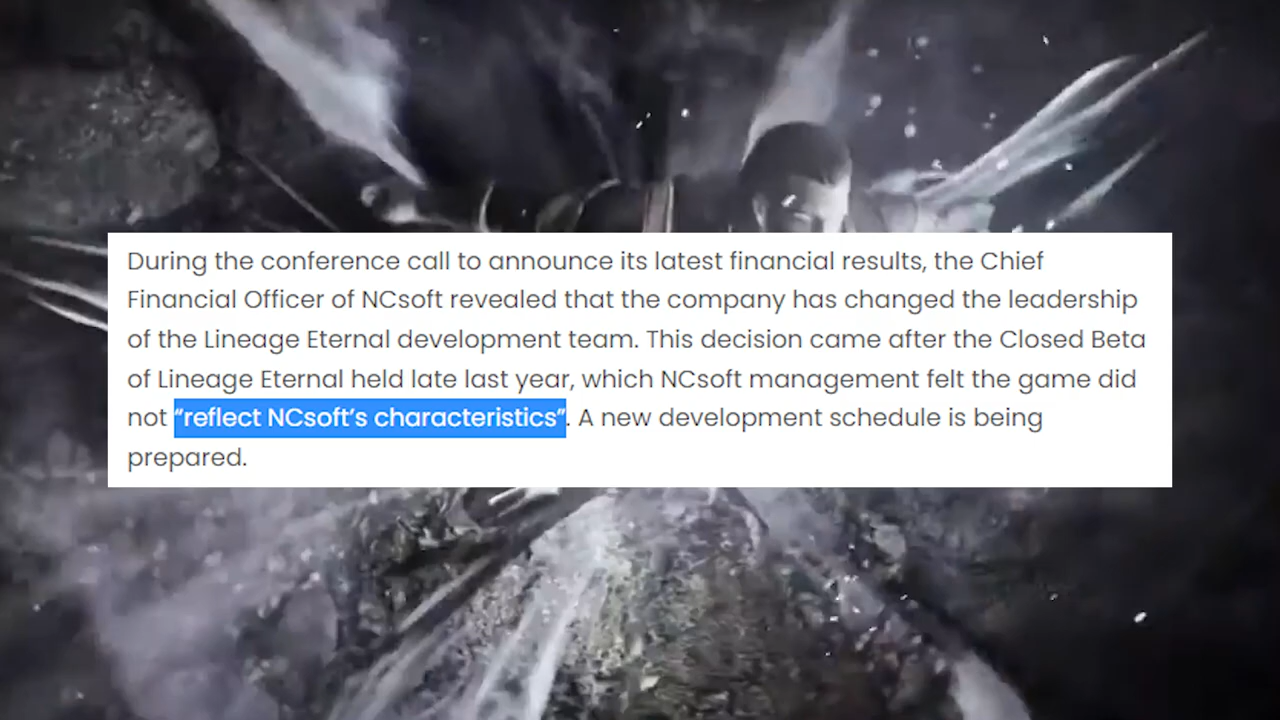 During the conference call to announce its latest financial results, the Chief
Financial Officer of NCsoft revealed that the company has changed the leadership
of the Lineage Eternal development team. This decision came after the Closed Beta
of Lineage Eternal held late last year, which NCsoft management felt the game did
not “reflect NCsoft’s characteristics”. A new development schedule is being
prepared.